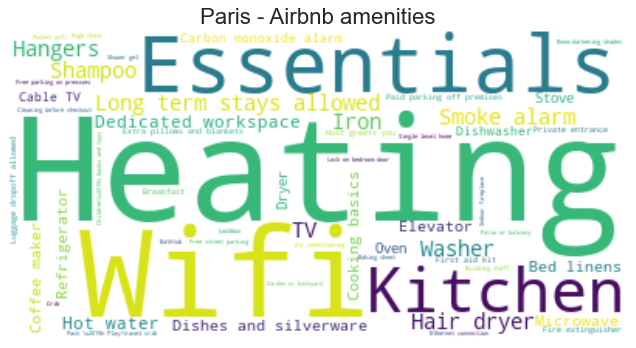 Paris - Airbnb amenities
Pocket wifi
High chair
Carbon monoxide alarm
Room-darkening shades
Hangers
Essentials
Shower gel
Shampoo
Free parking on premises
Cable TV
Long term stays allowed
Paid parking off premises
Stove
Cleaning before checkout
Dedicated workspace
Iron
Smoke alarm
Extra pillows and blankets
Host greets you
Dishwasher
Private entrance
Single level home
Luggage dropoff allowed
Heating
Children\u2019s books and toys
Lock on bedroom door
Breakfast
Dryer
Indoor fireplace
Refrigerator
Lockbox
Cooking basics
Patio or balcony
TV
Elevator
Coffee maker
Wifi
Bathtub
Free street parking
Air conditioning
Oven
Washer
Baking sheet
First aid kit
Bed linens
Building staff
Kitchen
Garden or backyard
Crib
Hot water
Dishes and silverware
Hair dryer
Microwave
Pack \u2019n Play/travel crib
Ethernet connection
Fire extinguisher